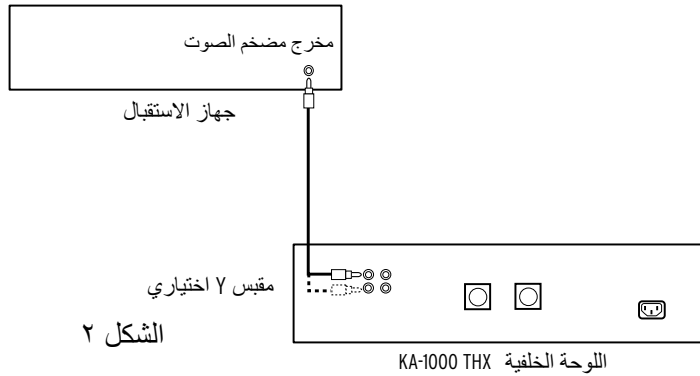 مخرج مضخم الصوت
جهاز الاستقبال
مقبس Y اختياري
الشكل ٢
اللوحة الخلفية KA-1000 THX